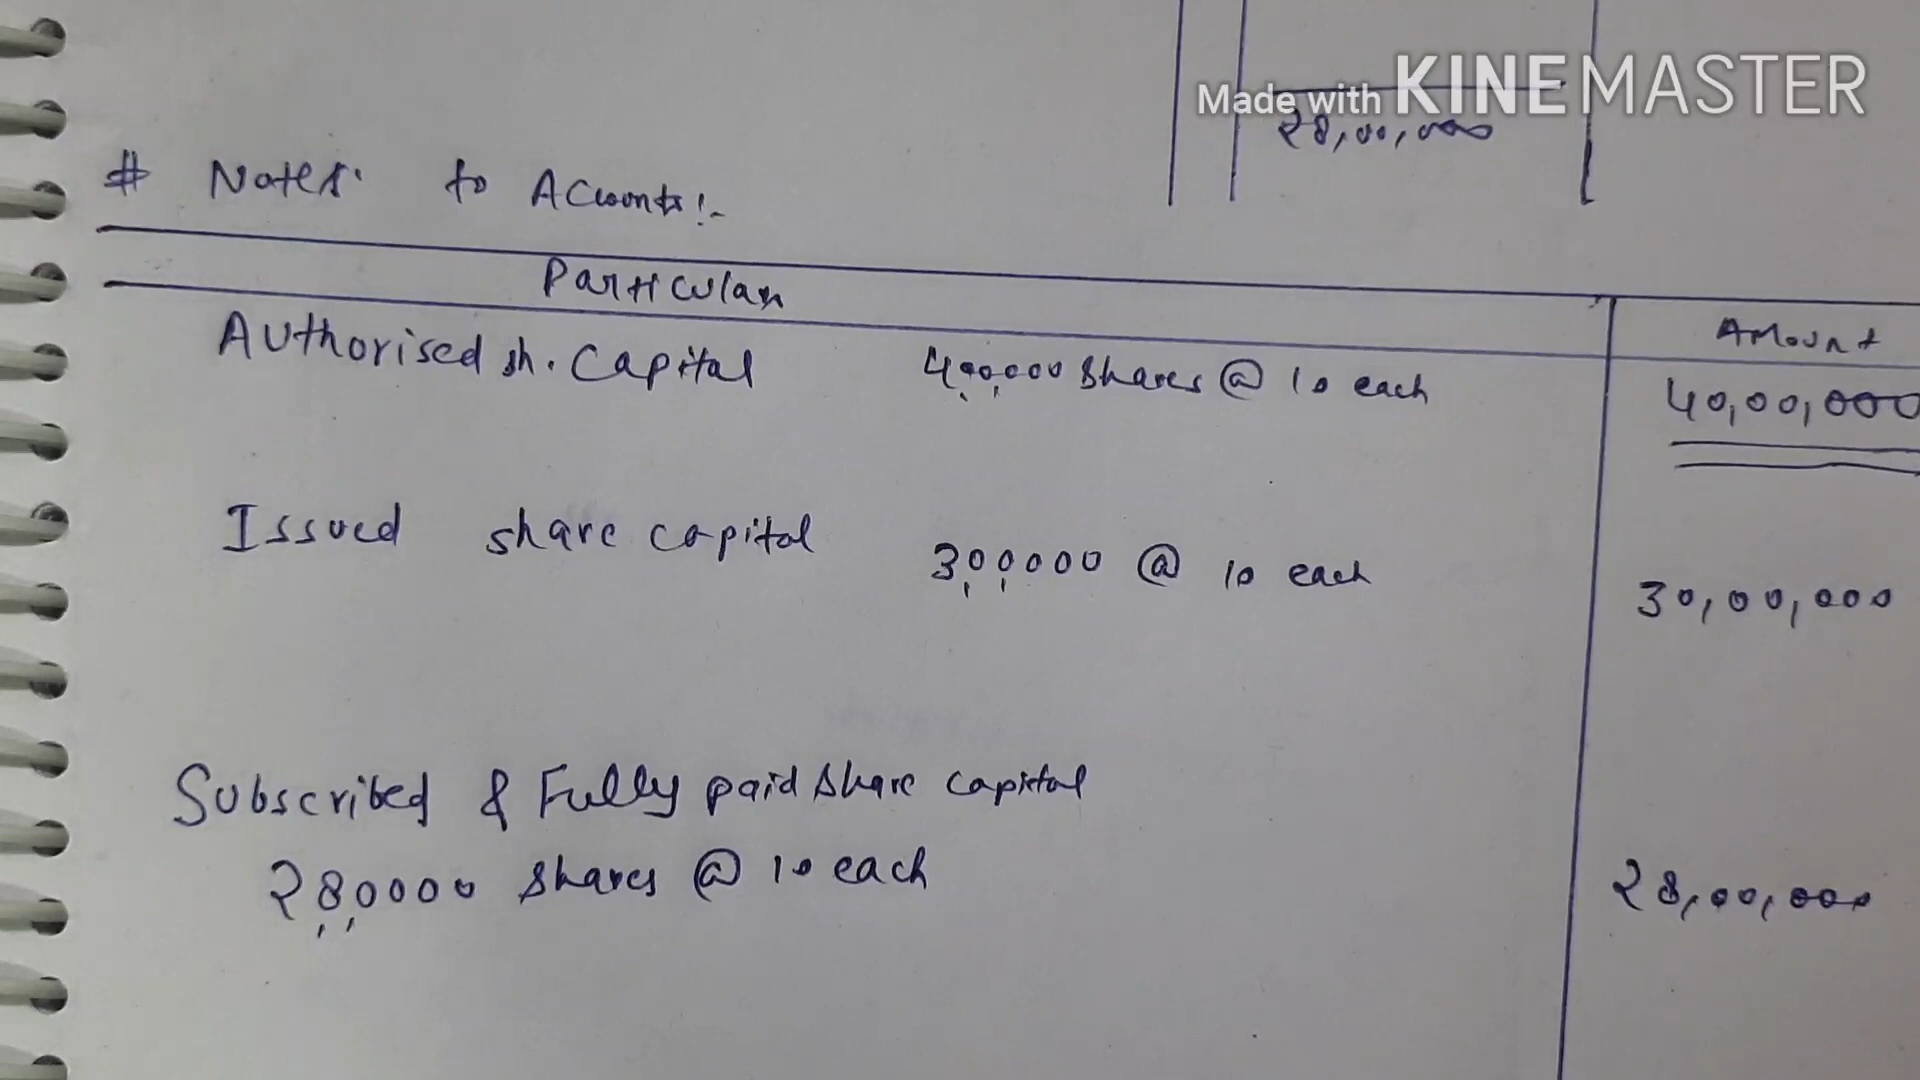 Made with KINEMASTER
28,00,000
# Notes to Accounts:-
Particulars
Amount
Authorised sh. Capital 4,00,000 Shares @ 10 each 40,00,000
Issued share capital 3,00,000 @ 10 each 30,00,000
Subscribed & Fully paid Share capital
2,80,000 Shares @ 10 each 28,00,000